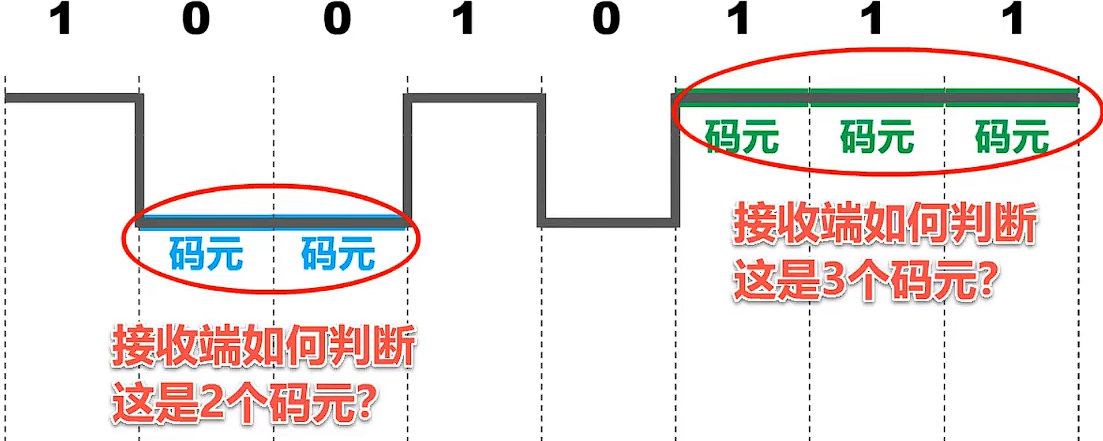 1 0 0 1 0 1 1 1
码元 码元 码元
码元 码元
接收端如何判断
这是3个码元?
接收端如何判断
这是2个码元?